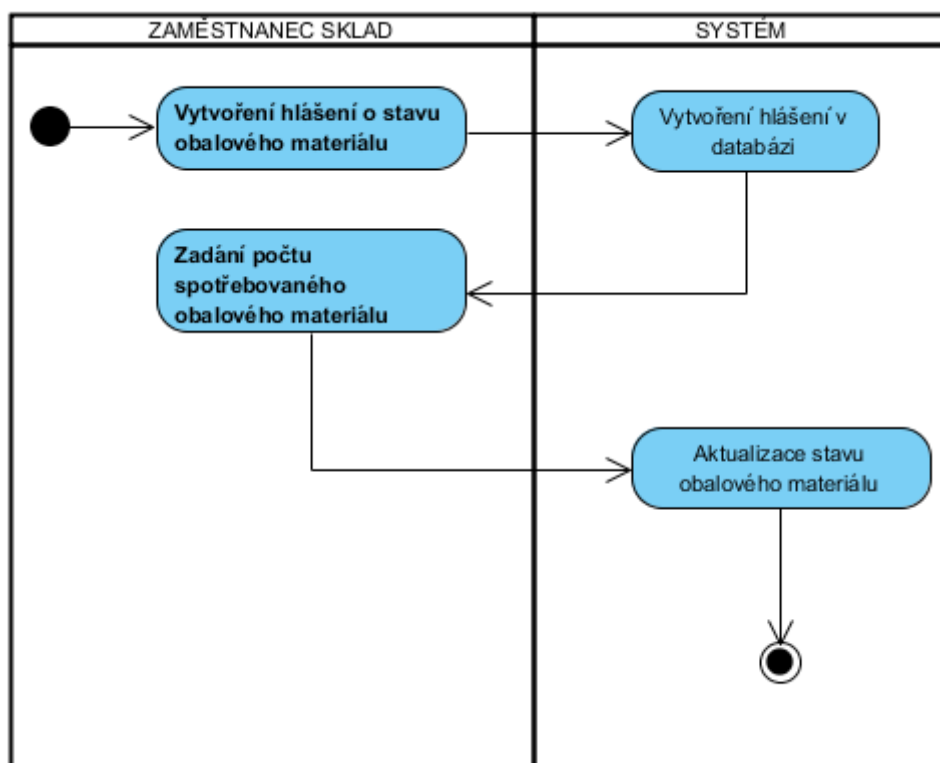 ZAMĚSTNANEC SKLAD
SYSTÉM
Vytvoření hlášení o stavu
obalového materiálu
Vytvoření hlášení v
databázi
Zadání počtu
spotřebovaného
obalového materiálu
Aktualizace stavu
obalového materiálu